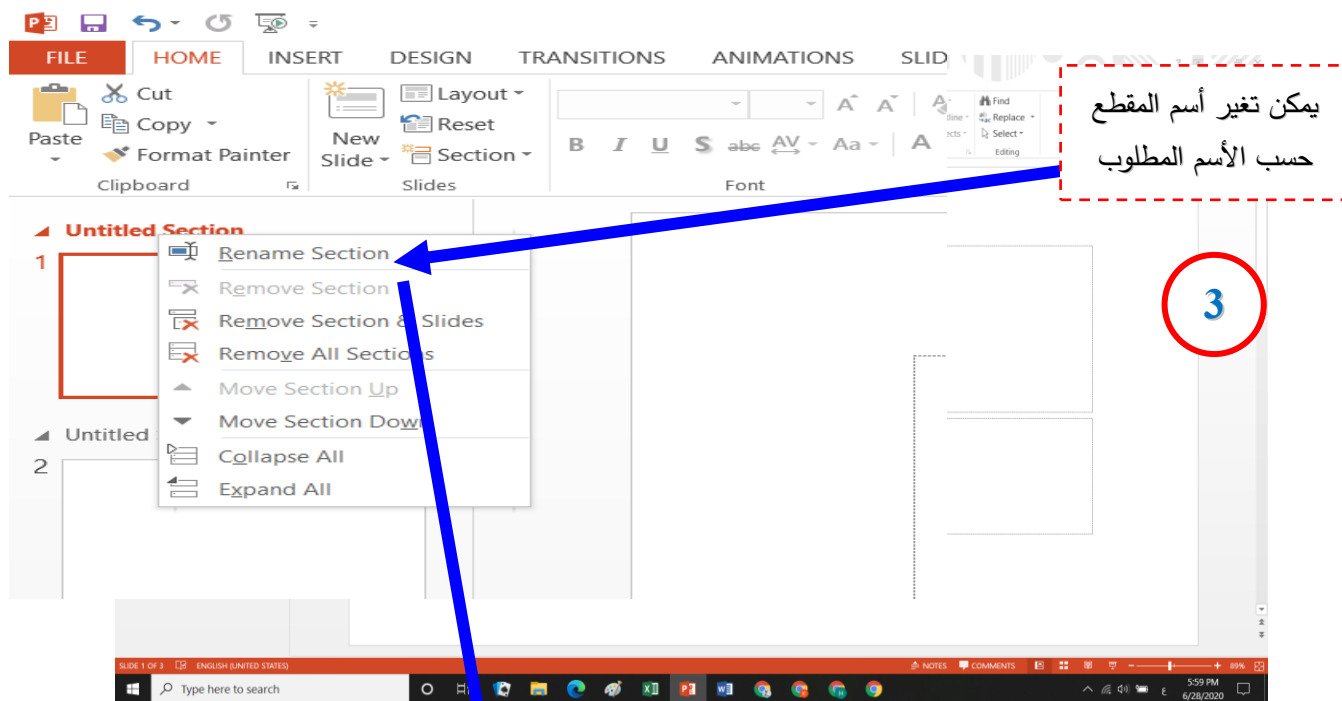 FILE HOME INSERT DESIGN TRANSITIONS ANIMATIONS SLID
Cut
Copy
Format Painter
Paste
Clipboard
New
Slide
Layout
Reset
Section
Slides
B I U S abc AV Aa A
Font
Find
Replace
Select
Editing
يمكن تغير أسم المقطع
حسب الأسم المطلوب
3
Untitled Section
1
Rename Section
Remove Section
Remove Section & Slides
Remove All Sections
Move Section Up
Move Section Down
Collapse All
Expand All
Untitled
2
SLIDE 1 OF 3 ENGLISH (UNITED STATES) NOTES COMMENTS 89%
Type here to search
ع
5:59 PM
6/28/2020